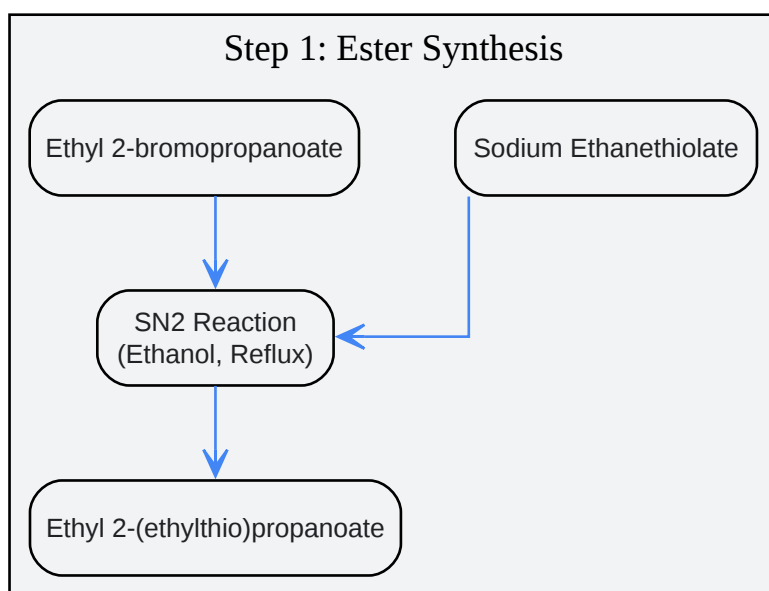 Step 1: Ester Synthesis
Ethyl 2-bromopropanoate
Sodium Ethanethiolate
SN2 Reaction
(Ethanol, Reflux)
Ethyl 2-(ethylthio)propanoate